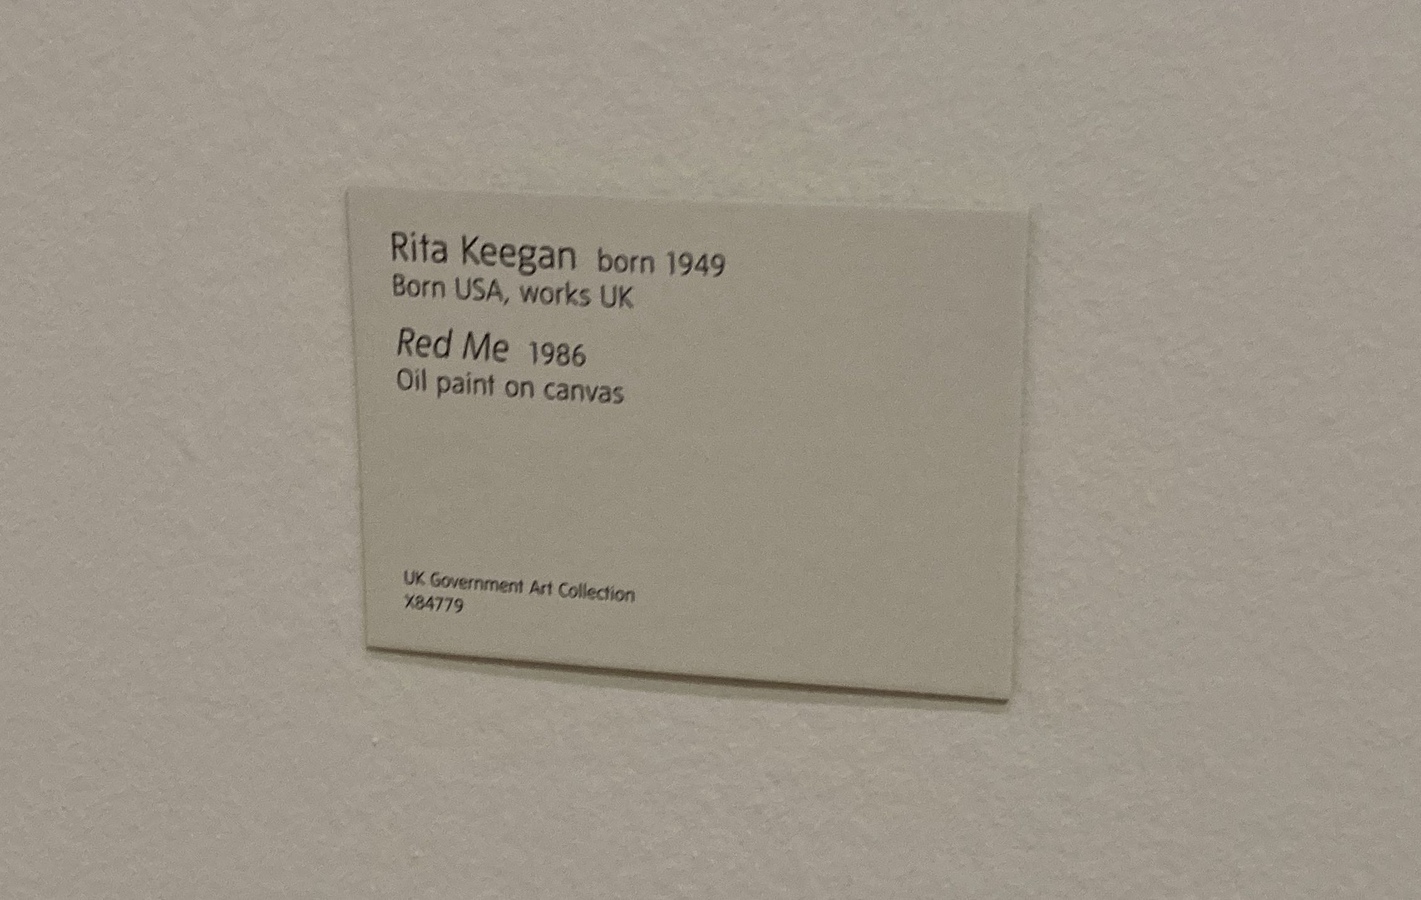 Rita Keegan born 1949
Born USA, works UK
Red Me 1986
Oil paint on canvas
UK Government Art Collection
X84779